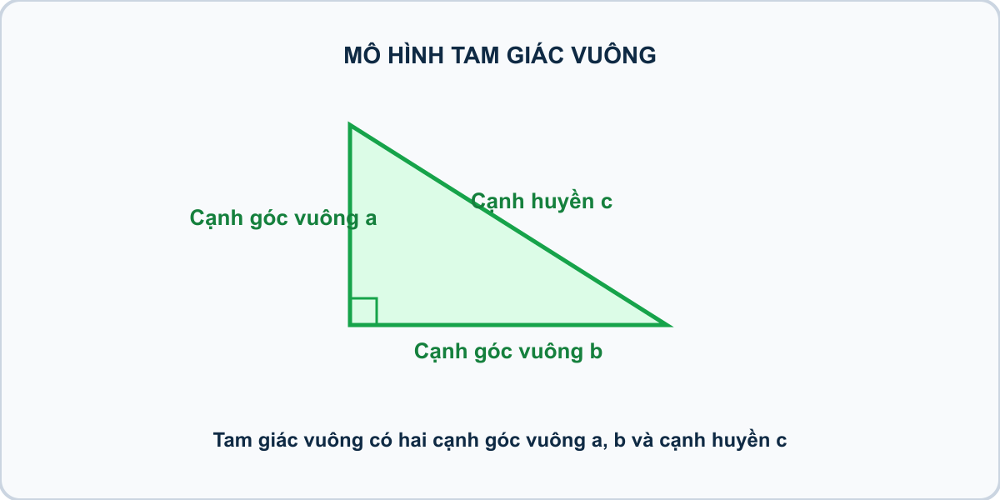 MÔ HÌNH TAM GIÁC VUÔNG
Cạnh huyền c
Cạnh góc vuông a
Cạnh góc vuông b
Tam giác vuông có hai cạnh góc vuông a, b và cạnh huyền c